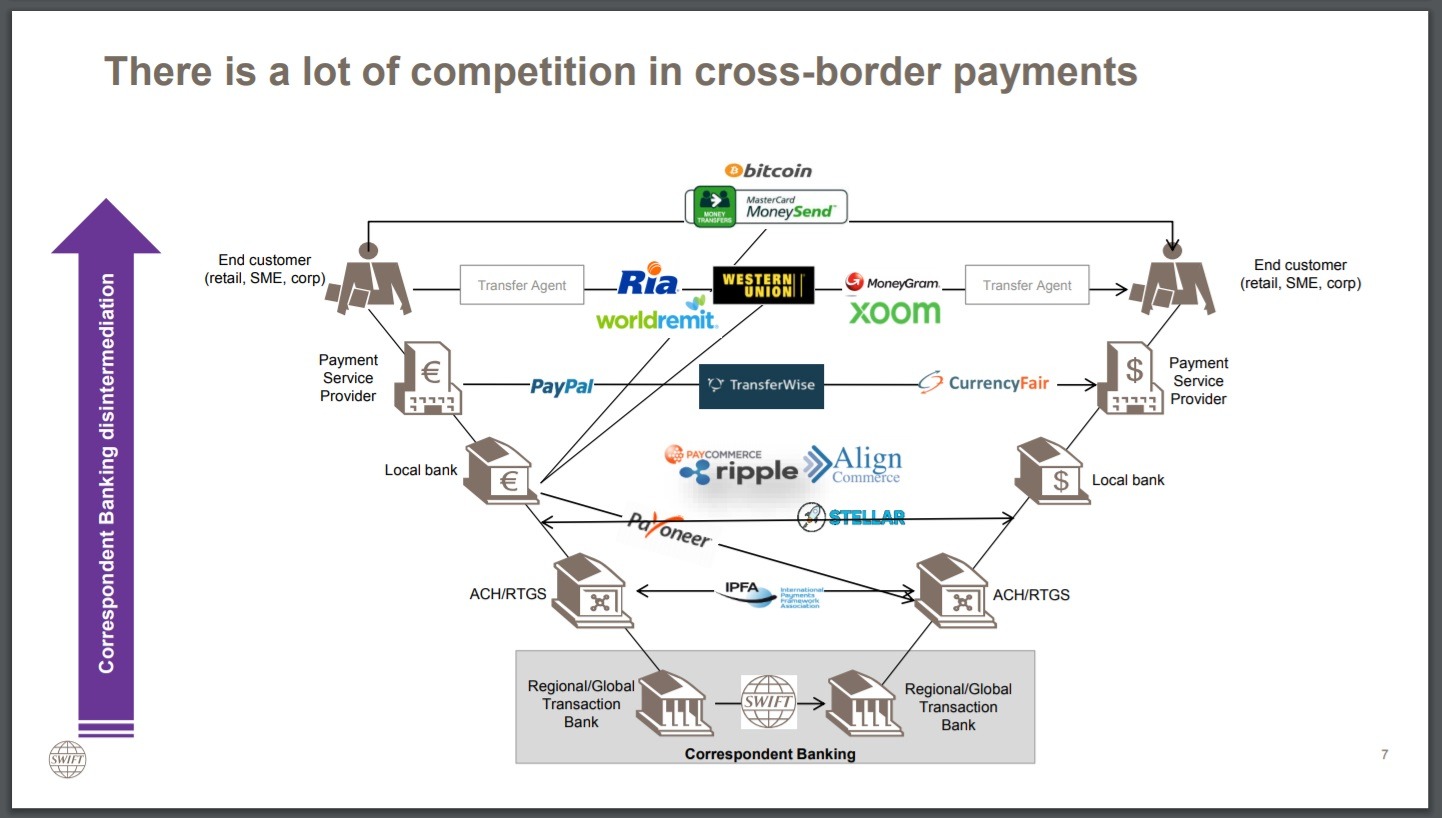 There is a lot of competition in cross-border payments
bitcoin
MONEY
TRANSFERS
MasterCard
MoneySend™
End customer
(retail, SME, corp)
Transfer Agent
Ria
worldremit
WESTERN
UNION
MoneyGram.
xoom
Transfer Agent
End customer
(retail, SME, corp)
Payment
Service
Provider
€
PayPal
TransferWise
CurrencyFair
$
Payment
Service
Provider
Local bank
€
PAYCOMMERCE
ripple
Align
Commerce
$
Local bank
Payoneer
STELLAR
ACH/RTGS
IPFA
International
Payments
Framework
Association
ACH/RTGS
Regional/Global
Transaction
Bank
SWIFT
Regional/Global
Transaction
Bank
Correspondent Banking
Correspondent Banking disintermediation
SWIFT
7